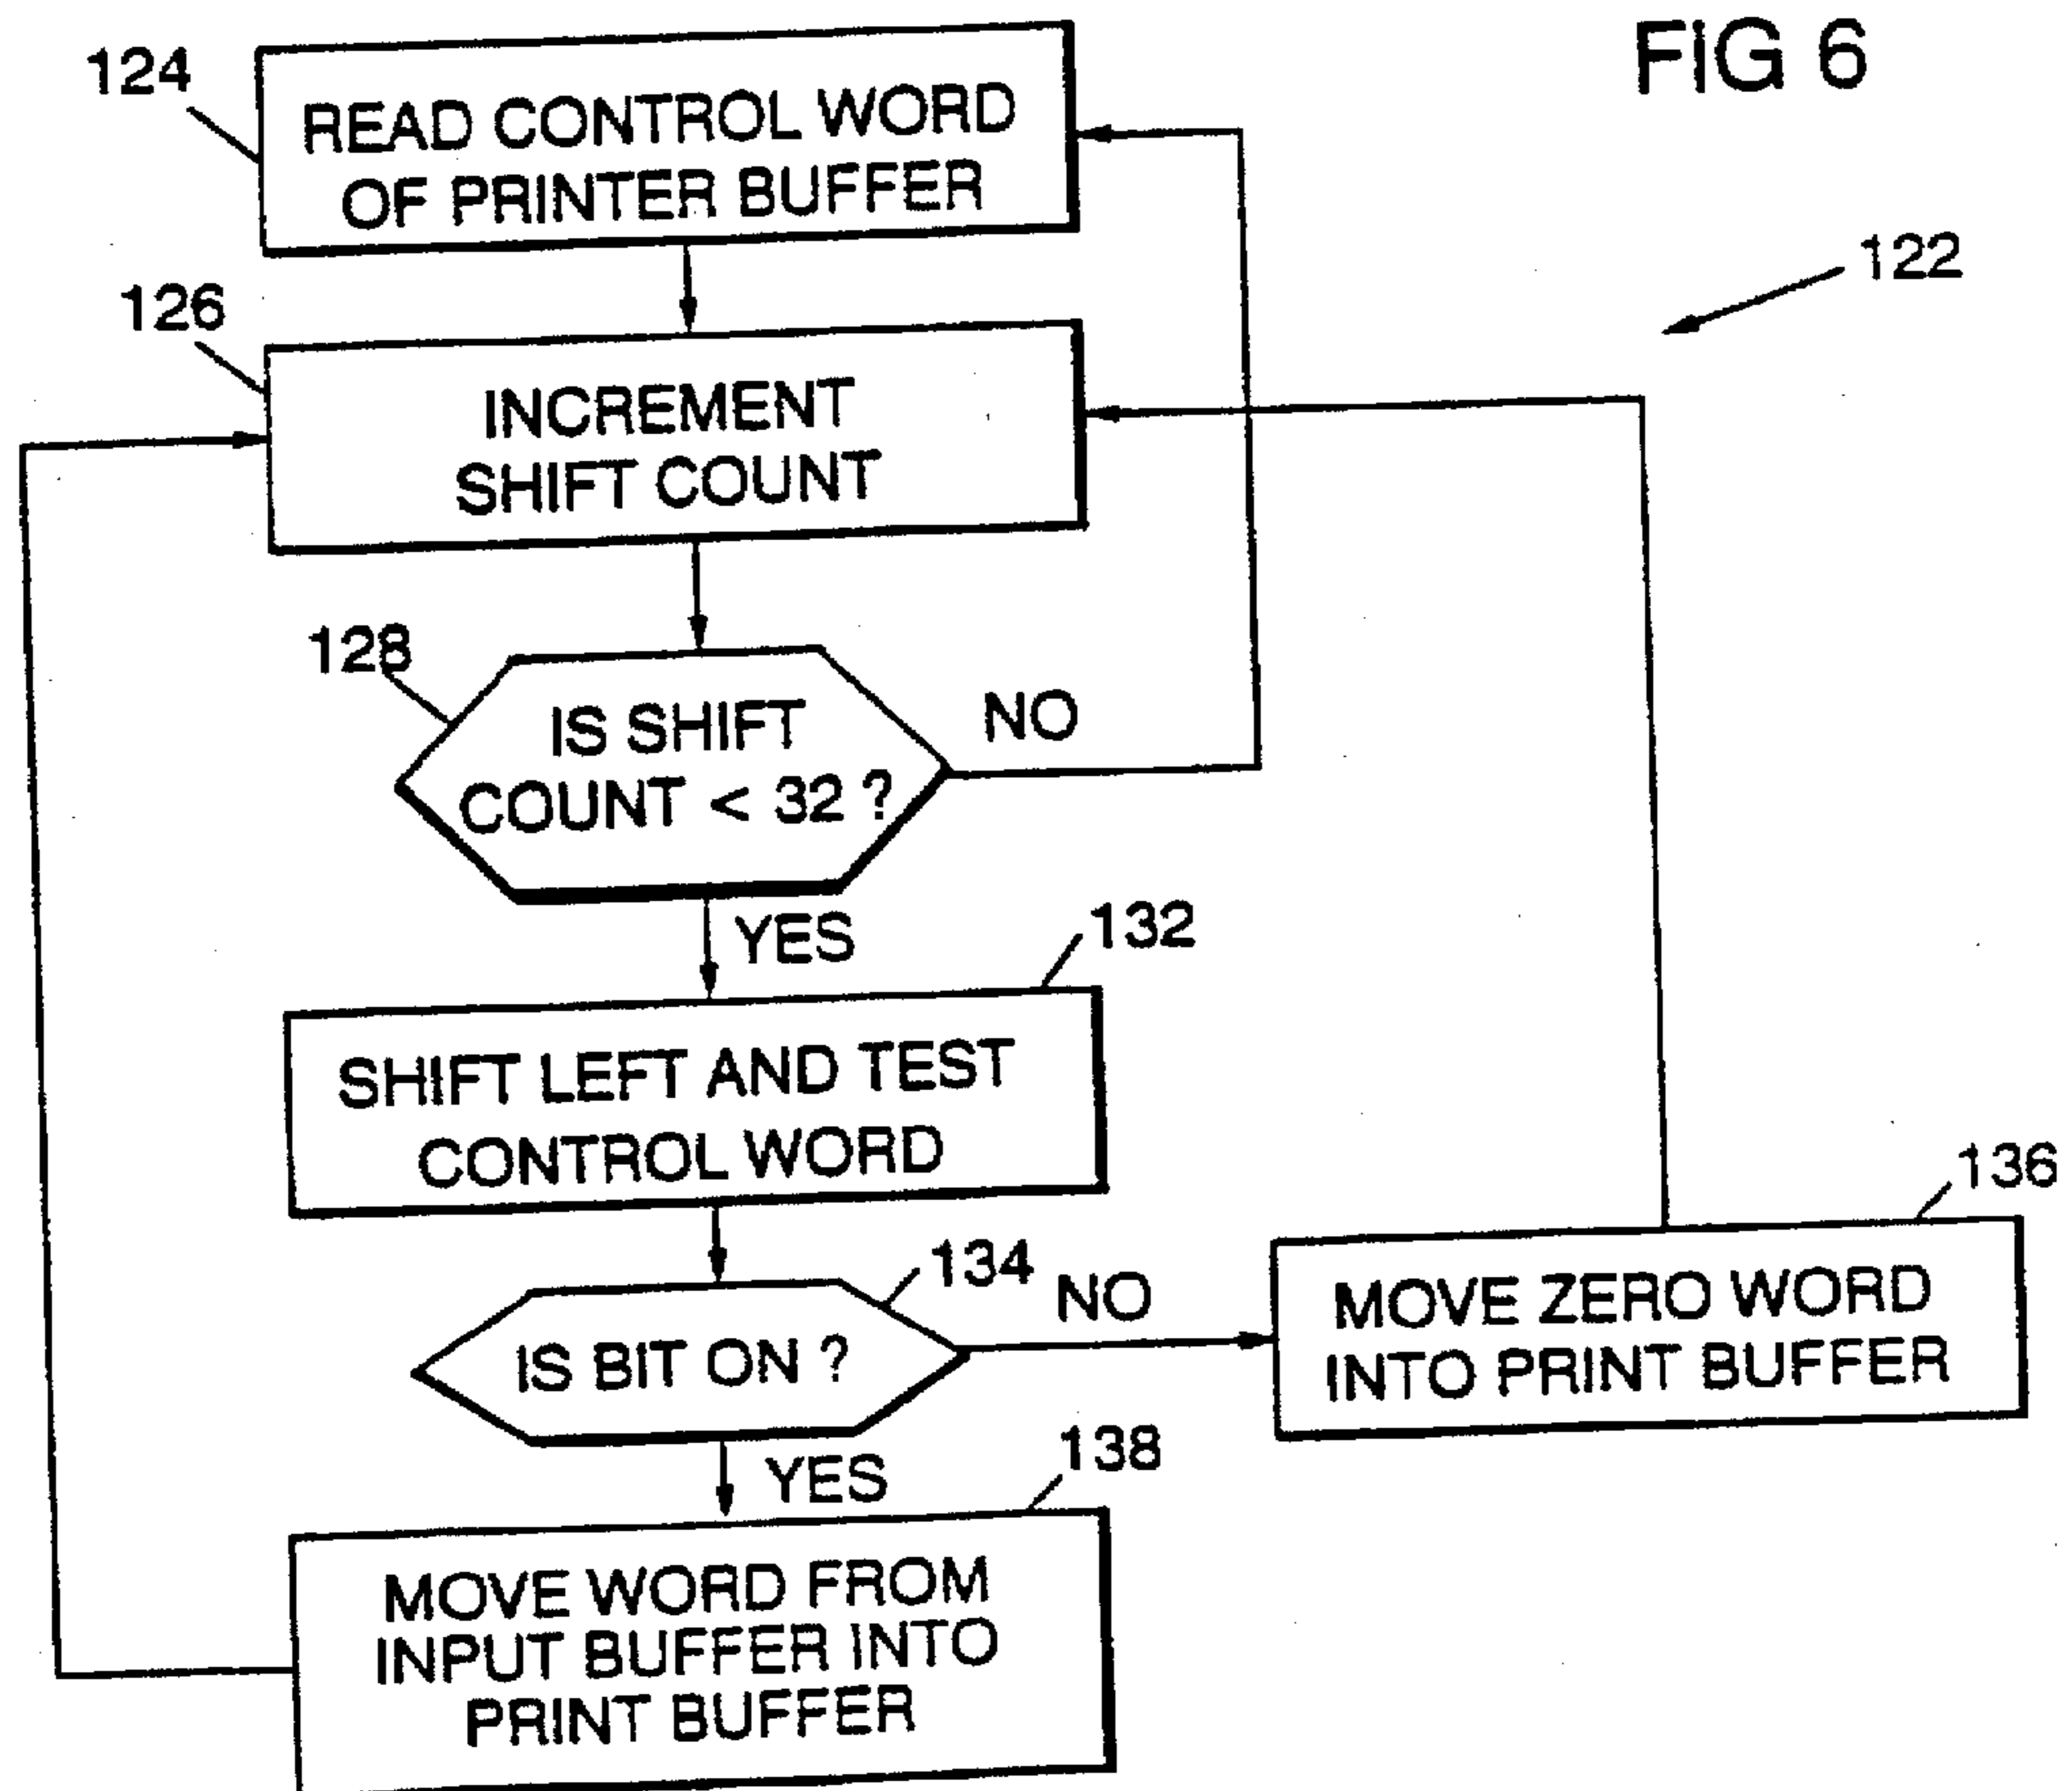 FIG 6
124
READ CONTROL WORD
OF PRINTER BUFFER
122
126
INCREMENT
SHIFT COUNT
128
IS SHIFT
COUNT < 32 ?
NO
YES
132
SHIFT LEFT AND TEST
CONTROL WORD
134
IS BIT ON ?
NO
136
MOVE ZERO WORD
INTO PRINT BUFFER
YES
138
MOVE WORD FROM
INPUT BUFFER INTO
PRINT BUFFER